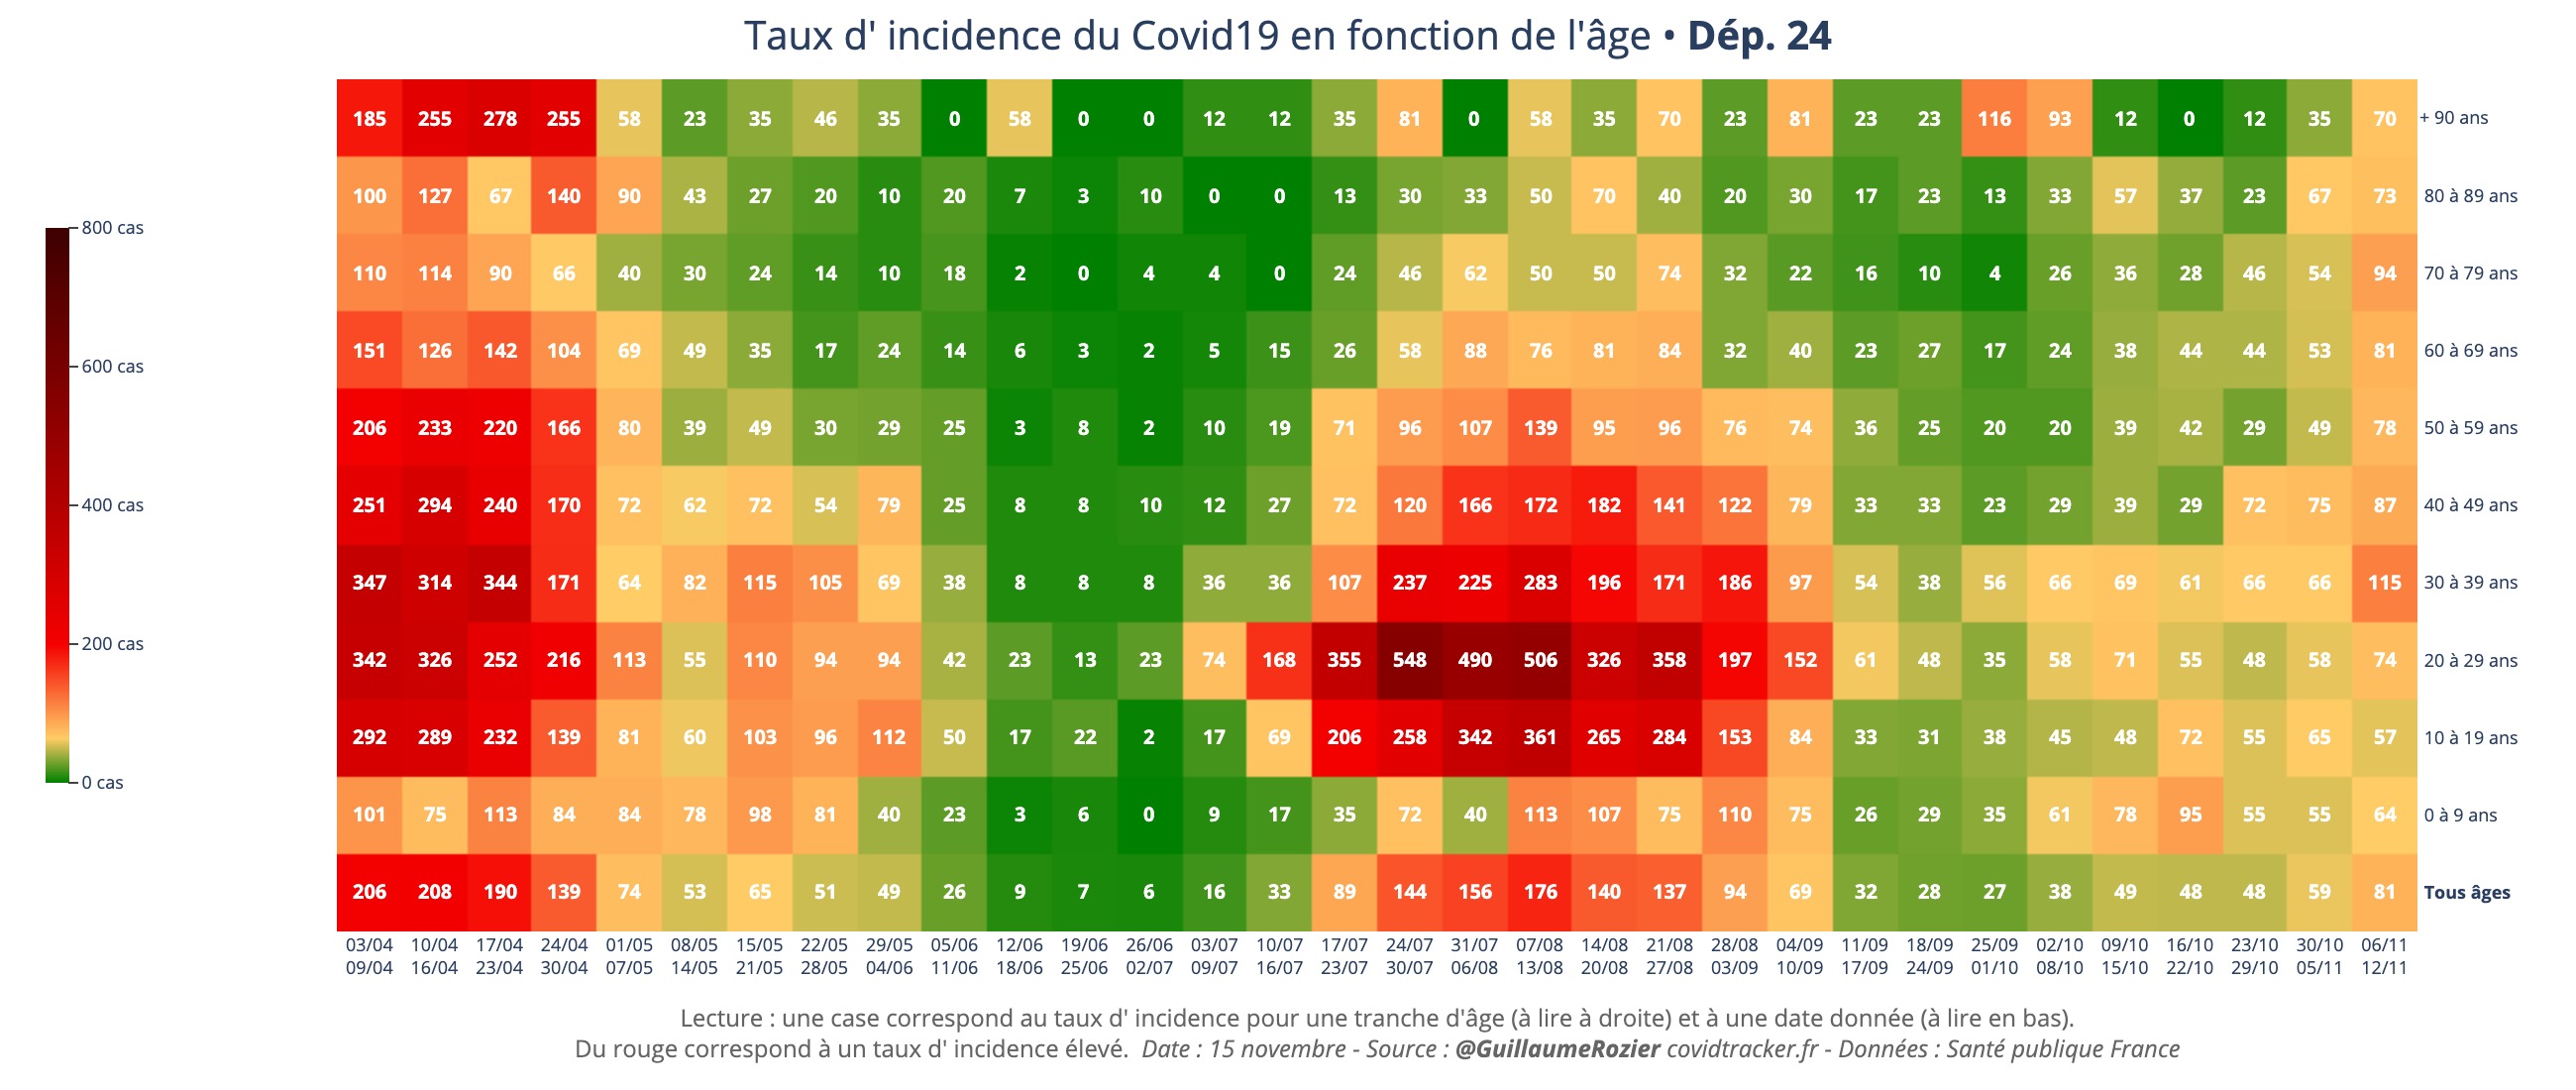 Taux d' incidence du Covid19 en fonction de l'âge • Dép. 24
800 cas
600 cas
400 cas
200 cas
0 cas
185 255 278 255 58 23 35 46 35 0 58 0 0 12 12 35 81 0 58 35 70 23 81 23 23 116 93 12 0 12 35 70 + 90 ans
100 127 67 140 90 43 27 20 10 20 7 3 10 0 0 13 30 33 50 70 40 20 30 17 23 13 33 57 37 23 67 73 80 à 89 ans
110 114 90 66 40 30 24 14 10 18 2 0 4 4 0 24 46 62 50 50 74 32 22 16 10 4 26 36 28 46 54 94 70 à 79 ans
151 126 142 104 69 49 35 17 24 14 6 3 2 5 15 26 58 88 76 81 84 32 40 23 27 17 24 38 44 44 53 81 60 à 69 ans
206 233 220 166 80 39 49 30 29 25 3 8 2 10 19 71 96 107 139 95 96 76 74 36 25 20 20 39 42 29 49 78 50 à 59 ans
251 294 240 170 72 62 72 54 79 25 8 8 10 12 27 72 120 166 172 182 141 122 79 33 33 23 29 39 29 72 75 87 40 à 49 ans
347 314 344 171 64 82 115 105 69 38 8 8 8 36 36 107 237 225 283 196 171 186 97 54 38 56 66 69 61 66 66 115 30 à 39 ans
342 326 252 216 113 55 110 94 94 42 23 13 23 74 168 355 548 490 506 326 358 197 152 61 48 35 58 71 55 48 58 74 20 à 29 ans
292 289 232 139 81 60 103 96 112 50 17 22 2 17 69 206 258 342 361 265 284 153 84 33 31 38 45 48 72 55 65 57 10 à 19 ans
101 75 113 84 84 78 98 81 40 23 3 6 0 9 17 35 72 40 113 107 75 110 75 26 29 35 61 78 95 55 55 64 0 à 9 ans
206 208 190 139 74 53 65 51 49 26 9 7 6 16 33 89 144 156 176 140 137 94 69 32 28 27 38 49 48 48 59 81 Tous âges
03/04 10/04 17/04 24/04 01/05 08/05 15/05 22/05 29/05 05/06 12/06 19/06 26/06 03/07 10/07 17/07 24/07 31/07 07/08 14/08 21/08 28/08 04/09 11/09 18/09 25/09 02/10 09/10 16/10 23/10 30/10 06/11
09/04 16/04 23/04 30/04 07/05 14/05 21/05 28/05 04/06 11/06 18/06 25/06 02/07 09/07 16/07 23/07 30/07 06/08 13/08 20/08 27/08 03/09 10/09 17/09 24/09 01/10 08/10 15/10 22/10 29/10 05/11 12/11
Lecture : une case correspond au taux d' incidence pour une tranche d'âge (à lire à droite) et à une date donnée (à lire en bas).
Du rouge correspond à un taux d' incidence élevé. Date : 15 novembre - Source : @GuillaumeRozier covidtracker.fr - Données : Santé publique France